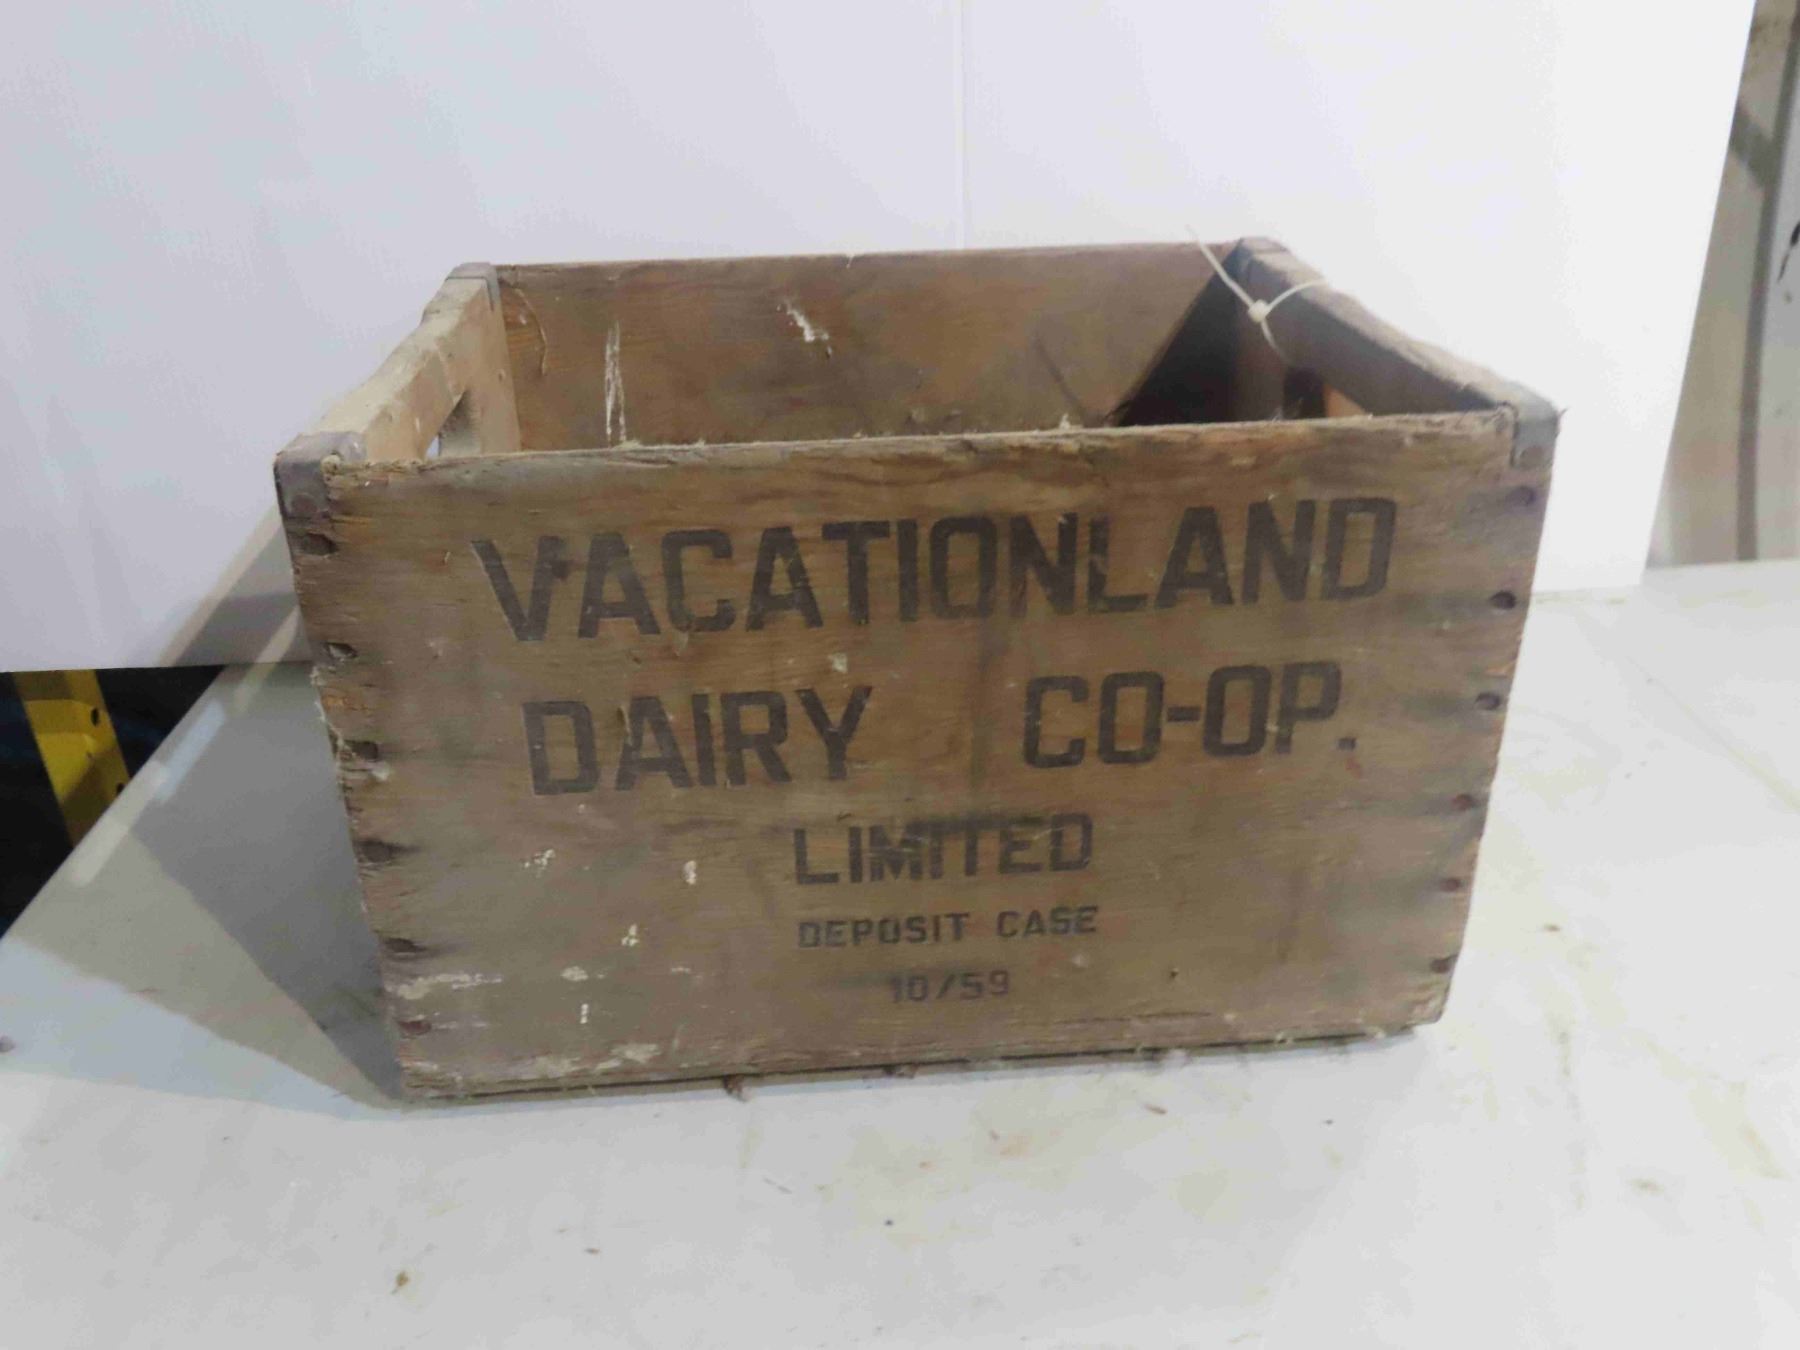 VACATIONLAND
DAIRY CO-OP.
LIMITED
DEPOSIT CASE
10/59